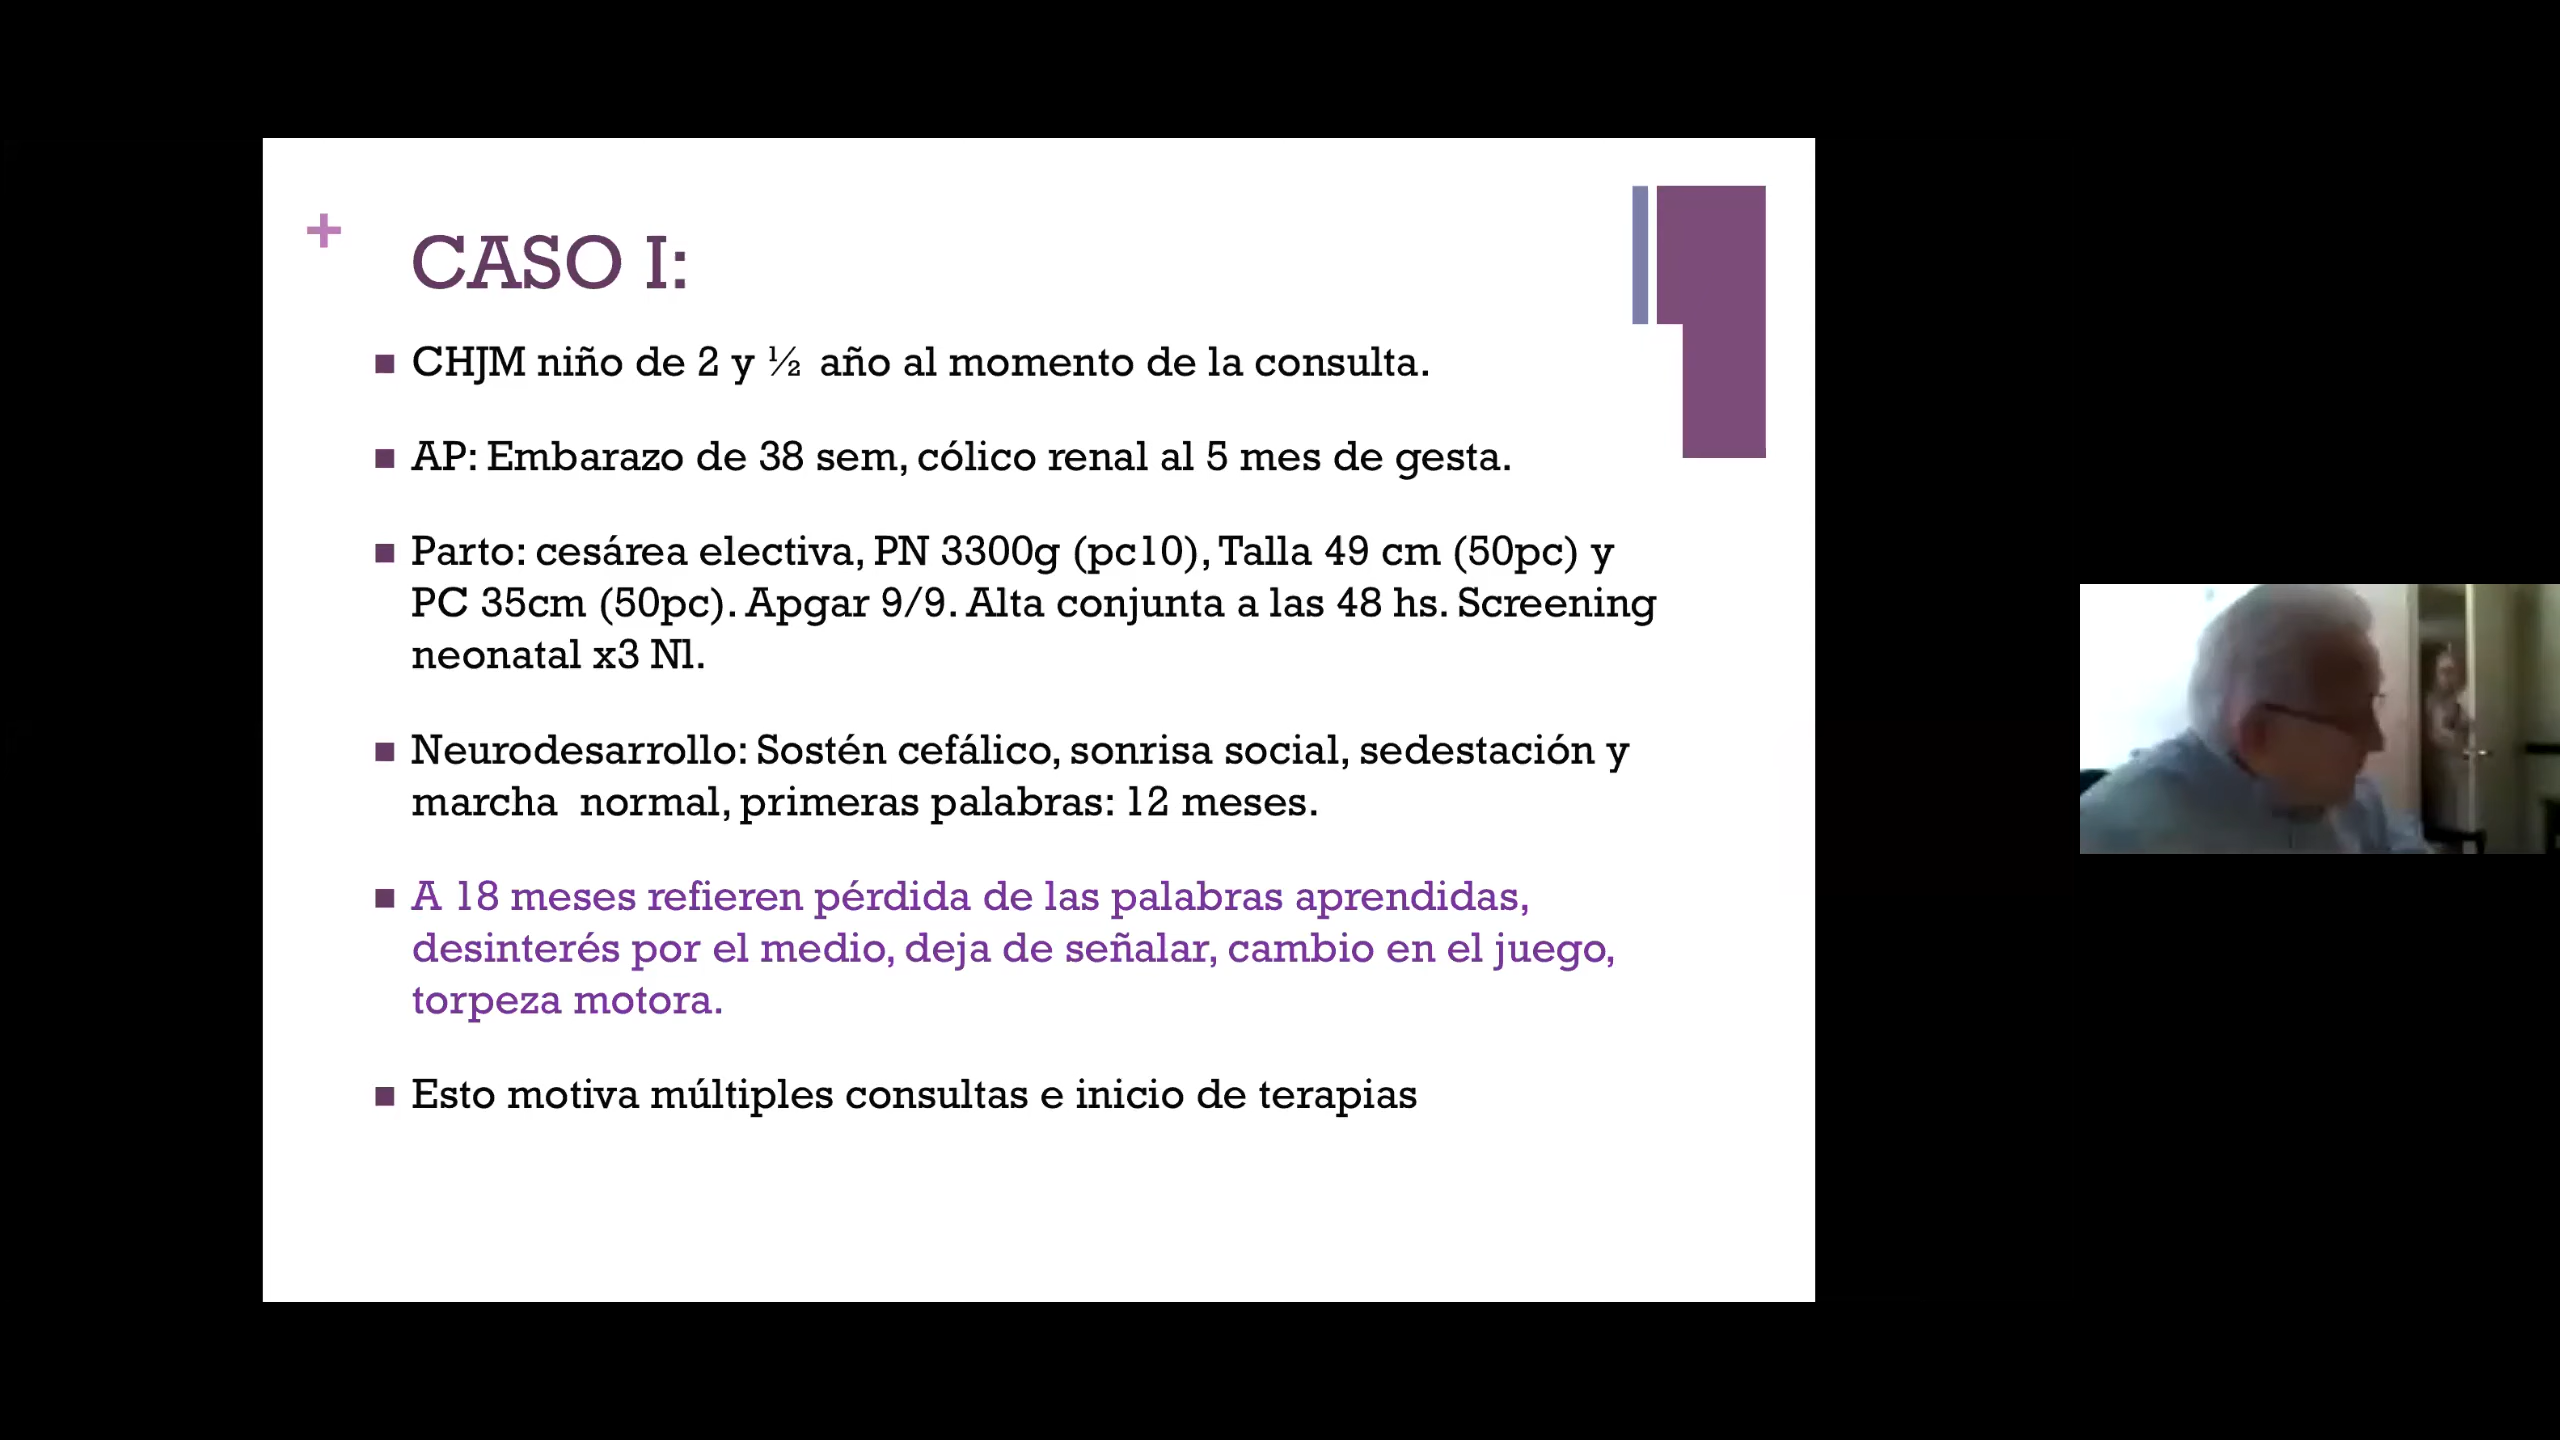 +
CASO I:
CHJM niño de 2 y ½ año al momento de la consulta.
AP: Embarazo de 38 sem, cólico renal al 5 mes de gesta.
Parto: cesárea electiva, PN 3300g (pc10), Talla 49 cm (50pc) y
PC 35cm (50pc). Apgar 9/9. Alta conjunta a las 48 hs. Screening
neonatal x3 Nl.
Neurodesarrollo: Sostén cefálico, sonrisa social, sedestación y
marcha normal, primeras palabras: 12 meses.
A 18 meses refieren pérdida de las palabras aprendidas,
desinterés por el medio, deja de señalar, cambio en el juego,
torpeza motora.
Esto motiva múltiples consultas e inicio de terapias